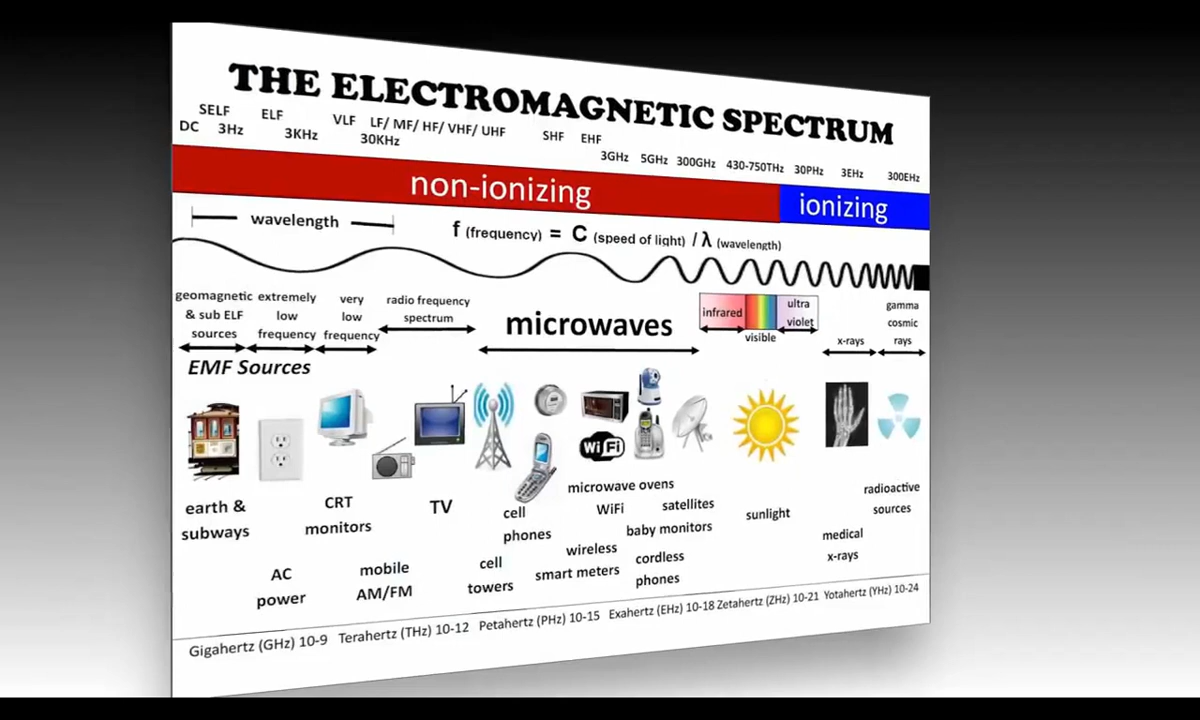 THE ELECTROMAGNETIC SPECTRUM
SELF ELF VLF LF/ MF/ HF/ VHF/ UHF SHF EHF
DC 3Hz 3KHz 30KHz 3GHz 5GHz 300GHz 430-750THz 30PHz 3EHz 300EHz
non-ionizing ionizing
wavelength f (frequency) = C (speed of light) / λ (wavelength)
geomagnetic
& sub ELF
sources
extremely
low
frequency
very
low
frequency
radio frequency
spectrum
microwaves
infrared
visible
ultra
violet
x-rays
gamma
cosmic
rays
EMF Sources
WiFi
earth &
subways
AC
power
CRT
monitors
mobile
AM/FM
TV
cell
phones
cell
towers
microwave ovens
WiFi
wireless
smart meters
satellites
baby monitors
cordless
phones
sunlight
medical
x-rays
radioactive
sources
Gigahertz (GHz) 10-9 Terahertz (THz) 10-12 Petahertz (PHz) 10-15 Exahertz (EHz) 10-18 Zetahertz (ZHz) 10-21 Yotahertz (YHz) 10-24